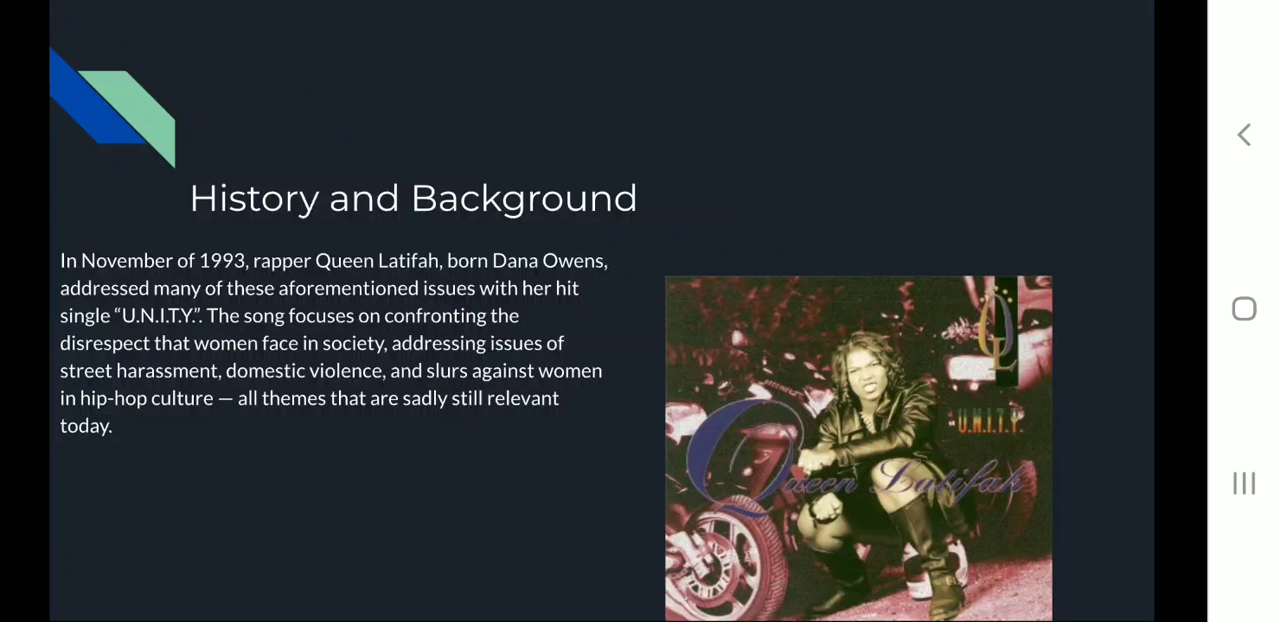 History and Background
In November of 1993, rapper Queen Latifah, born Dana Owens,
addressed many of these aforementioned issues with her hit
single “U.N.I.T.Y.”. The song focuses on confronting the
disrespect that women face in society, addressing issues of
street harassment, domestic violence, and slurs against women
in hip-hop culture — all themes that are sadly still relevant
today.
QL
U.N.I.T.Y.
Queen Latifah